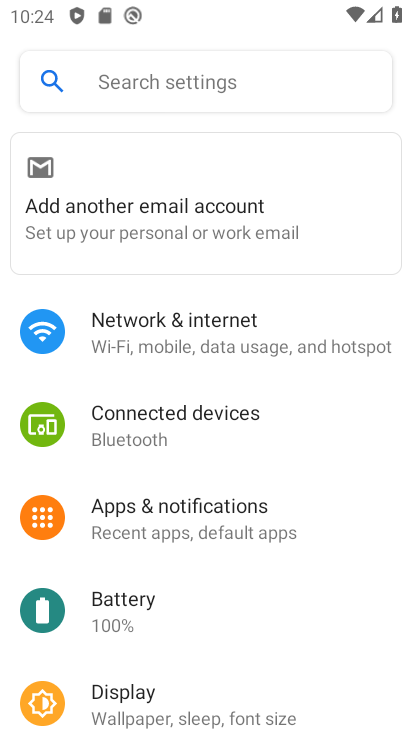 10:24
Search settings
Add another email account
Set up your personal or work email
Network & internet
Wi-Fi, mobile, data usage, and hotspot
Connected devices
Bluetooth
Apps & notifications
Recent apps, default apps
Battery
100%
Display
Wallpaper, sleep, font size